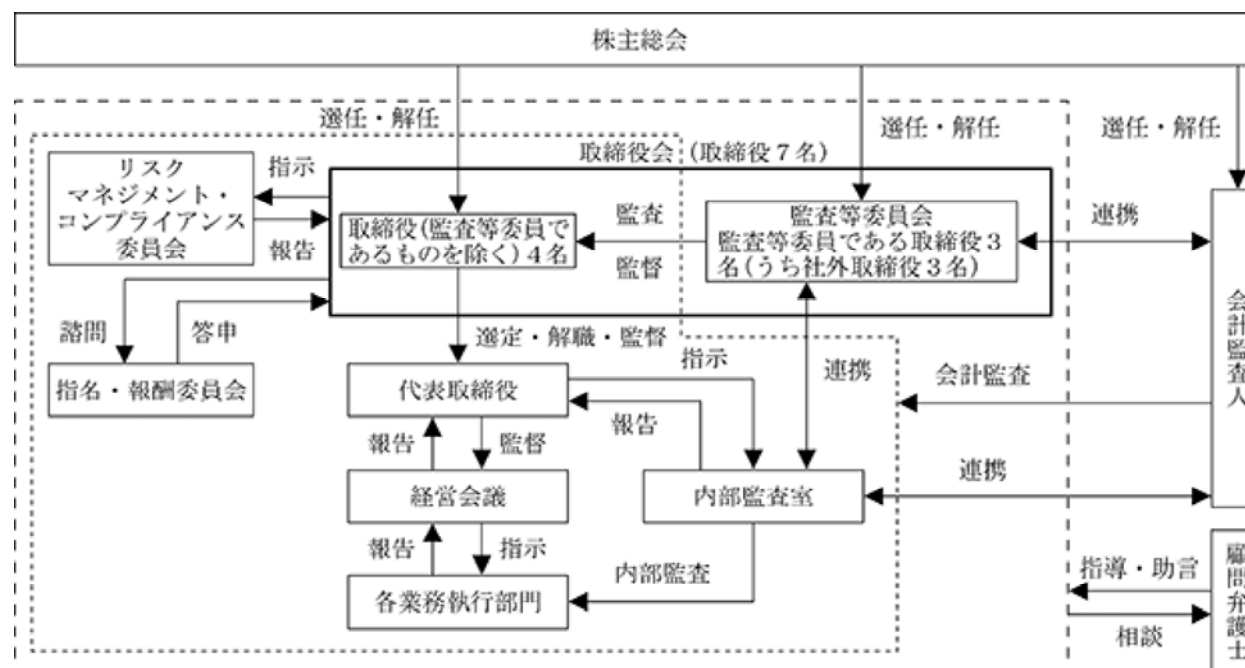 株主総会
選任・解任
選任・解任
選任・解任
取締役会（取締役７名）
リスク
マネジメント・
コンプライアンス
委員会
指示
報告
取締役（監査等委員で
あるものを除く）４名
監査
監督
監査等委員会
監査等委員である取締役３
名（うち社外取締役３名）
連携
会計監査人
諮問
答申
指名・報酬委員会
選定・解職・監督
代表取締役
指示
報告
連携
会計監査
報告
監督
経営会議
内部監査室
連携
報告
指示
内部監査
各業務執行部門
指導・助言
相談
顧問弁護士